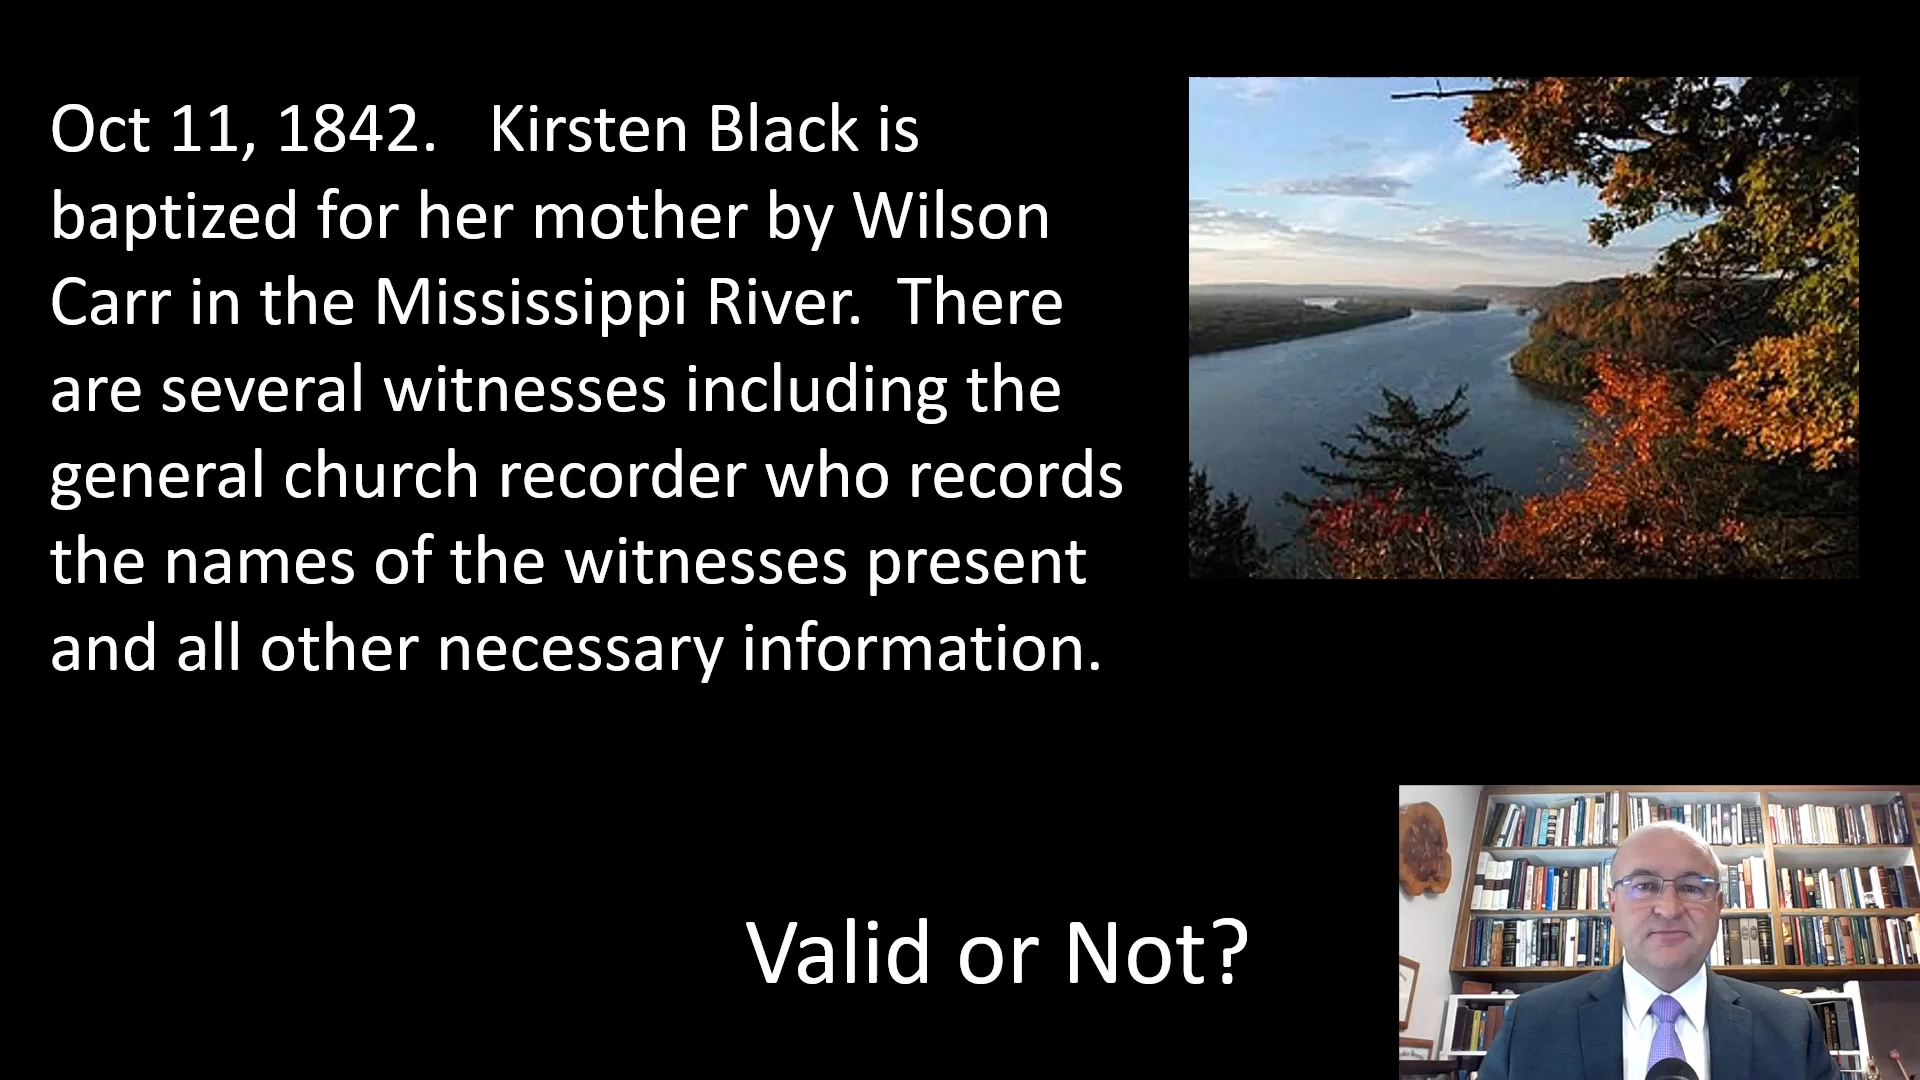 Oct 11, 1842.   Kirsten Black is
baptized for her mother by Wilson
Carr in the Mississippi River.  There
are several witnesses including the
general church recorder who records
the names of the witnesses present
and all other necessary information.
Valid or Not?